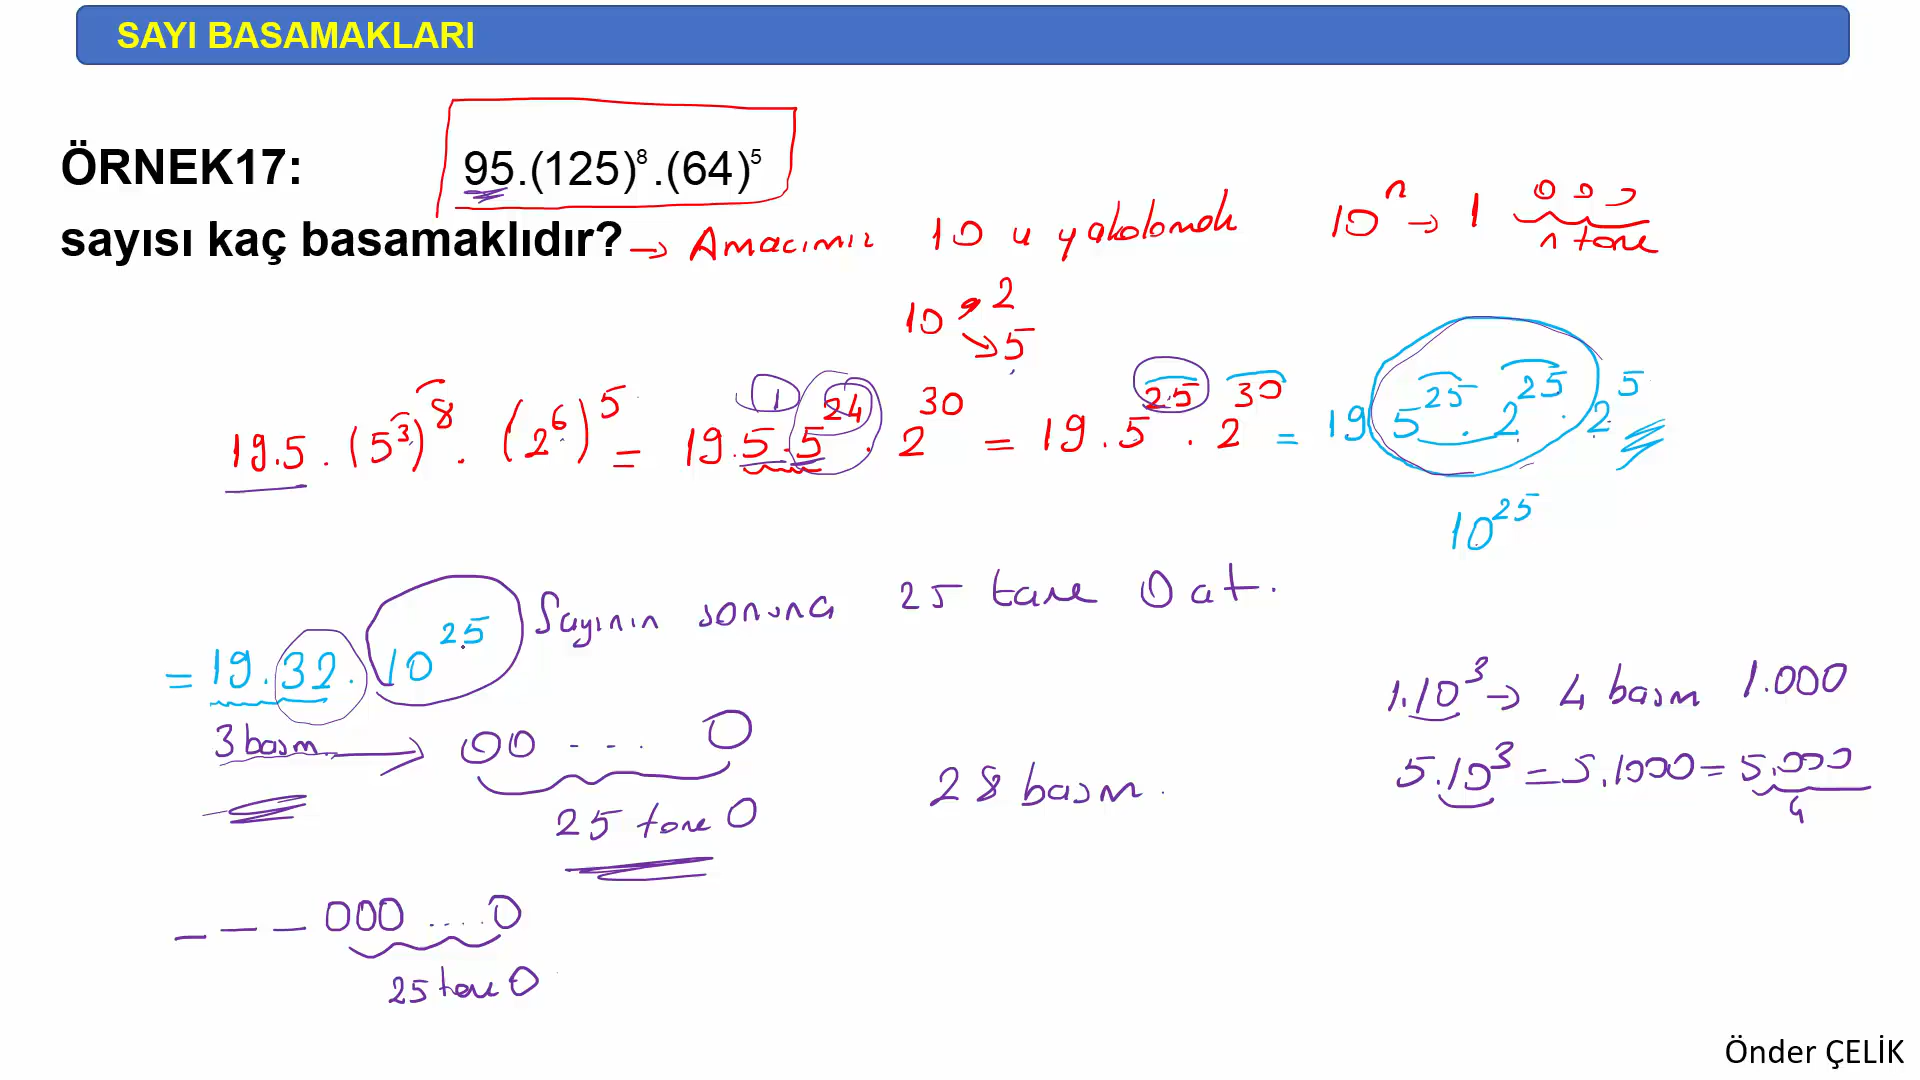 SAYI BASAMAKLARI
ÖRNEK17: 95.(125)⁸.(64)⁵
sayısı kaç basamaklıdır? → Amacımız 10 u yakalamak 10ⁿ → 1 000
n tane
10 → 2
→ 5
19.5 . (5³)⁸ . (2⁶)⁵ = 19.5.5²⁴ . 2³⁰ = 19.5²⁵ . 2³⁰ = 19 5²⁵ . 2²⁵ . 2⁵
1
10²⁵
= 19.32. 10²⁵ Sayının sonuna 25 tane 0 at.
3 basm. → 00 ... 0
25 tane 0
28 basm.
1.10³ → 4 basm 1.000
5.10³ = 5.1000 = 5.000
4
_ _ _ 000 .... 0
25 tane 0
Önder ÇELİK